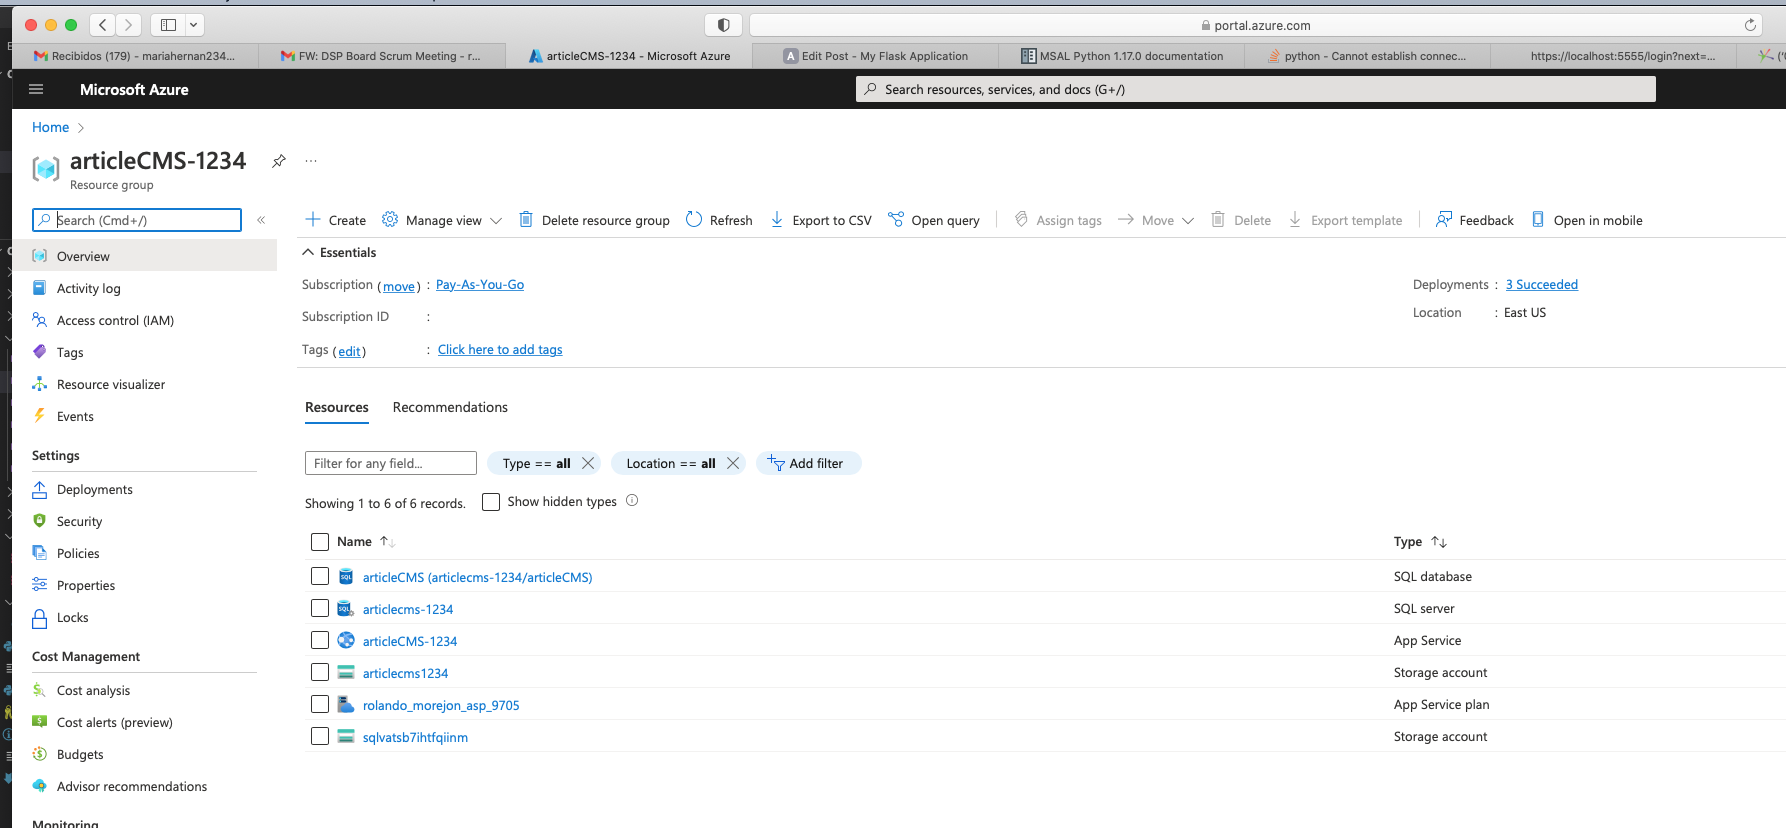 portal.azure.com
Recibidos (179) - mariahernan234...
FW: DSP Board Scrum Meeting - r...
articleCMS-1234 - Microsoft Azure
A Edit Post - My Flask Application
MSAL Python 1.17.0 documentation
python - Cannot establish connec...
https://localhost:5555/login?next=...
Microsoft Azure
Search resources, services, and docs (G+/)
Home
articleCMS-1234
...
Resource group
Search (Cmd+/)
«
Create
Manage view
Delete resource group
Refresh
Export to CSV
Open query
Assign tags
Move
Delete
Export template
Feedback
Open in mobile
Overview
Activity log
Access control (IAM)
Tags
Resource visualizer
Events
Settings
Deployments
Security
Policies
Properties
Locks
Cost Management
Cost analysis
Cost alerts (preview)
Budgets
Advisor recommendations
Monitoring
Essentials
Subscription (move) : Pay-As-You-Go
Subscription ID :
Tags (edit) : Click here to add tags
Deployments : 3 Succeeded
Location : East US
Resources Recommendations
Filter for any field...
Type == all
Location == all
Add filter
Showing 1 to 6 of 6 records.
Show hidden types
Name Type
articleCMS (articlecms-1234/articleCMS) SQL database
articlecms-1234 SQL server
articleCMS-1234 App Service
articlecms1234 Storage account
rolando_morejon_asp_9705 App Service plan
sqlvatsb7ihtfqiinm Storage account